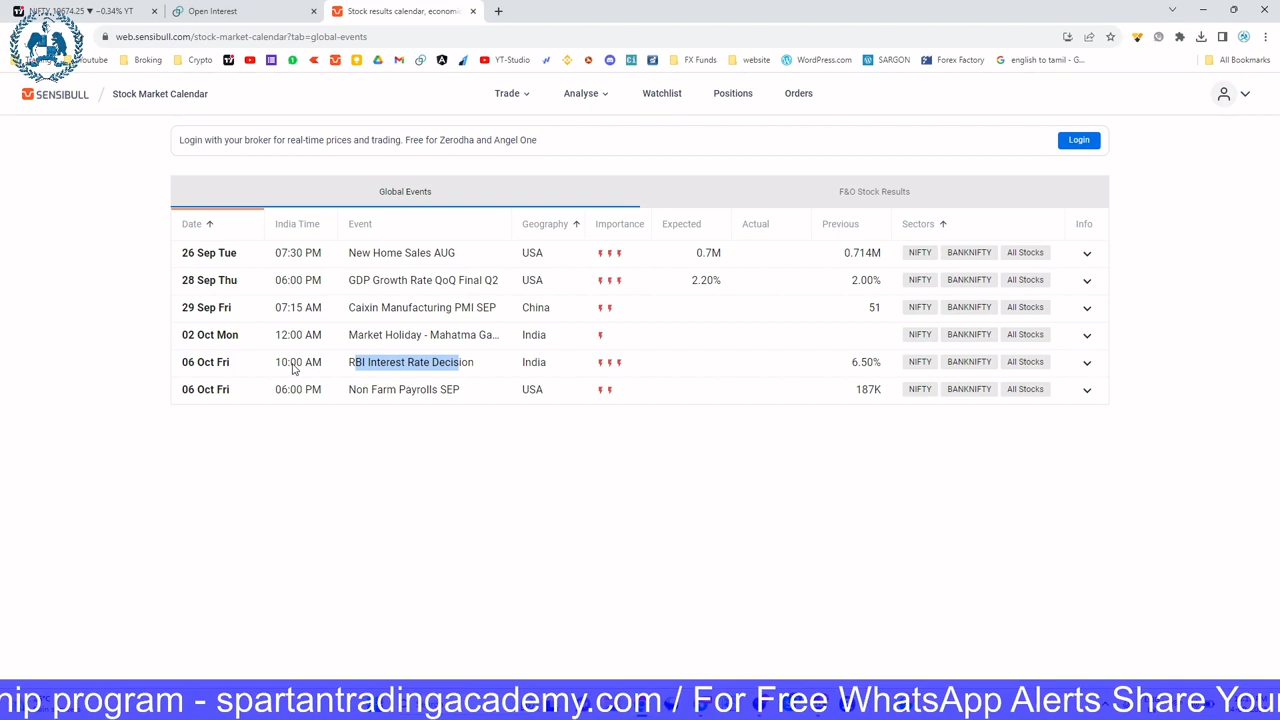 NIFTY 19674.25 ▼ −0.34% YT
Open Interest
Stock results calendar, economi
web.sensibull.com/stock-market-calendar?tab=global-events
Broking
Crypto
YT-Studio
FX Funds
website
WordPress.com
SARGON
Forex Factory
english to tamil - G...
All Bookmarks
SENSIBULL / Stock Market Calendar
Trade
Analyse
Watchlist
Positions
Orders
Login with your broker for real-time prices and trading. Free for Zerodha and Angel One
Login
Global Events
F&O Stock Results
Date India Time Event Geography Importance Expected Actual Previous Sectors Info
26 Sep Tue 07:30 PM New Home Sales AUG USA 0.7M 0.714M NIFTY BANKNIFTY All Stocks
28 Sep Thu 06:00 PM GDP Growth Rate QoQ Final Q2 USA 2.20% 2.00% NIFTY BANKNIFTY All Stocks
29 Sep Fri 07:15 AM Caixin Manufacturing PMI SEP China 51 NIFTY BANKNIFTY All Stocks
02 Oct Mon 12:00 AM Market Holiday - Mahatma Ga... India NIFTY BANKNIFTY All Stocks
06 Oct Fri 10:00 AM RBI Interest Rate Decision India 6.50% NIFTY BANKNIFTY All Stocks
06 Oct Fri 06:00 PM Non Farm Payrolls SEP USA 187K NIFTY BANKNIFTY All Stocks
hip program - spartantradingacademy.com / For Free WhatsApp Alerts Share Your